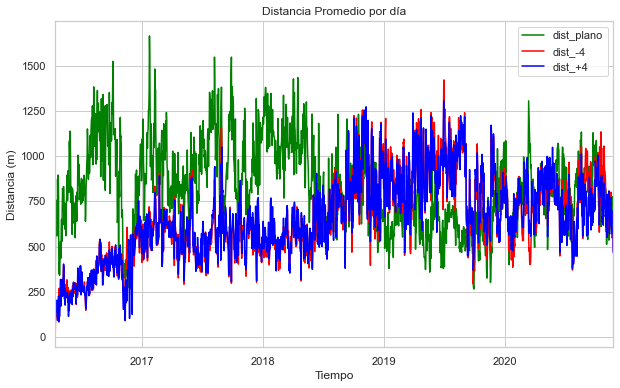 Distancia Promedio por día
dist_plano
dist_-4
dist_+4
1500
1250
1000
750
500
250
0
Distancia (m)
2017
2018
2019
2020
Tiempo